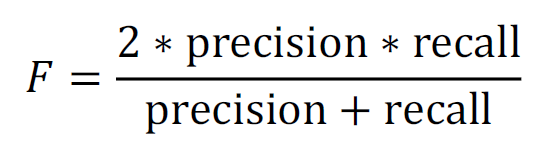 F = 2 * precision * recall / precision + recall